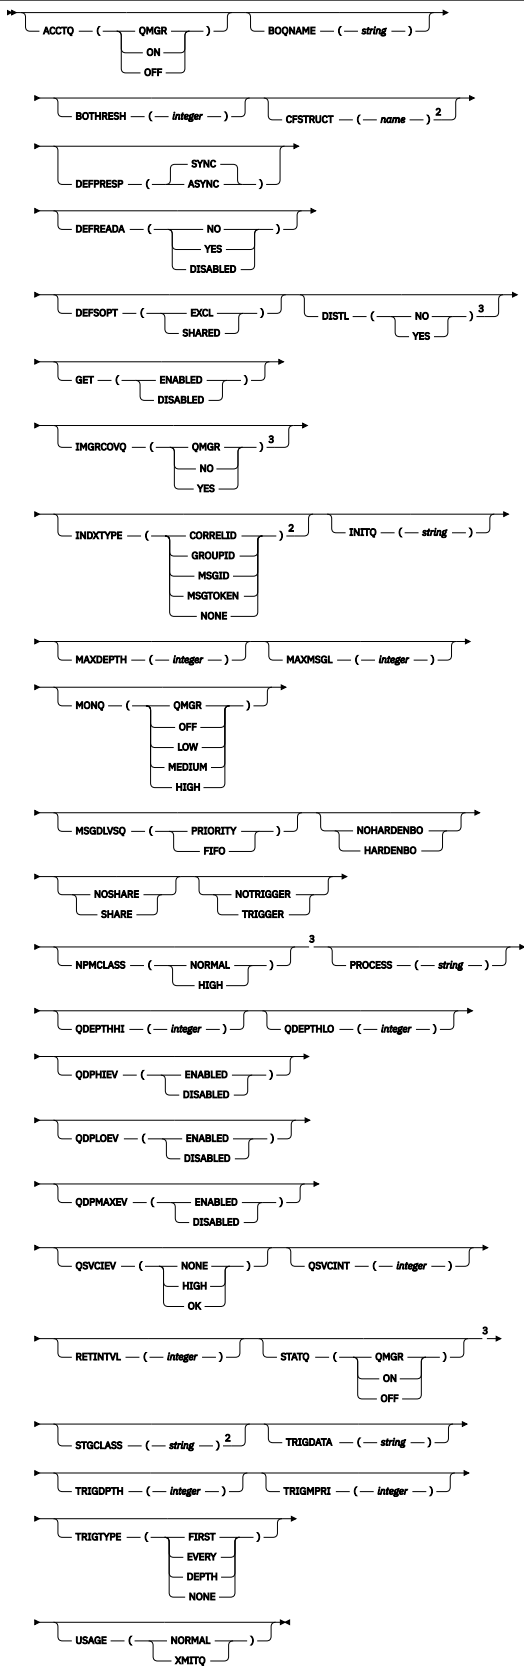 ACCTQ ( QMGR ) BOQNAME ( string )
ON
OFF
BOTHRESH ( integer ) CFSTRUCT ( name ) 2
SYNC
DEFPRESP ( ASYNC )
DEFREADA ( NO )
YES
DISABLED
DEFSOPT ( EXCL ) DISTL ( NO ) 3
SHARED YES
GET ( ENABLED )
DISABLED
IMGRCOVQ ( QMGR ) 3
NO
YES
INDXTYPE ( CORRELID ) 2 INITQ ( string )
GROUPID
MSGID
MSGTOKEN
NONE
MAXDEPTH ( integer ) MAXMSGL ( integer )
MONQ ( QMGR )
OFF
LOW
MEDIUM
HIGH
MSGDLVSQ ( PRIORITY ) NOHARDENBO
FIFO HARDENBO
NOSHARE NOTRIGGER
SHARE TRIGGER
NPMCLASS ( NORMAL ) 3 PROCESS ( string )
HIGH
QDEPTHHI ( integer ) QDEPTHLO ( integer )
QDPHIEV ( ENABLED )
DISABLED
QDPLOEV ( ENABLED )
DISABLED
QDPMAXEV ( ENABLED )
DISABLED
QSVCIEV ( NONE ) QSVCINT ( integer )
HIGH
OK
RETINTVL ( integer ) STATQ ( QMGR ) 3
ON
OFF
STGCLASS ( string ) 2 TRIGDATA ( string )
TRIGDPTH ( integer ) TRIGMPRI ( integer )
TRIGTYPE ( FIRST )
EVERY
DEPTH
NONE
USAGE ( NORMAL )
XMITQ